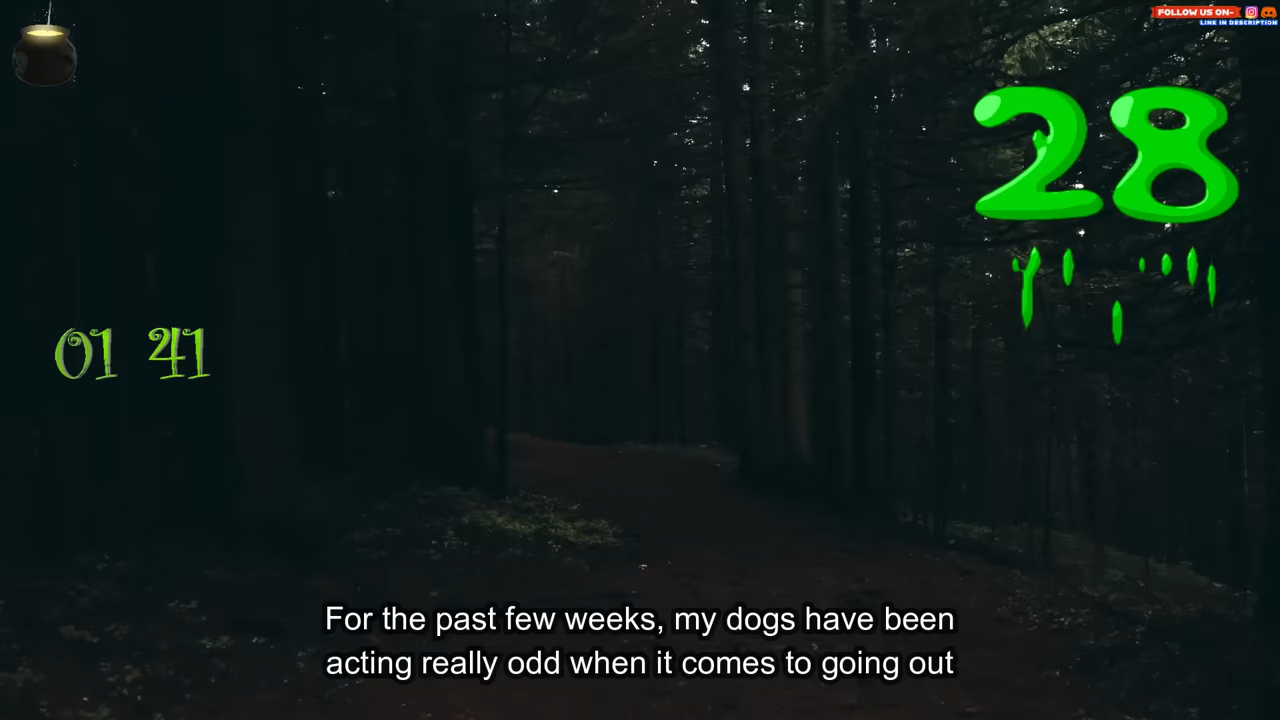 FOLLOW US ON-
LINK IN DESCRIPTION
28
01 41
For the past few weeks, my dogs have been
acting really odd when it comes to going out